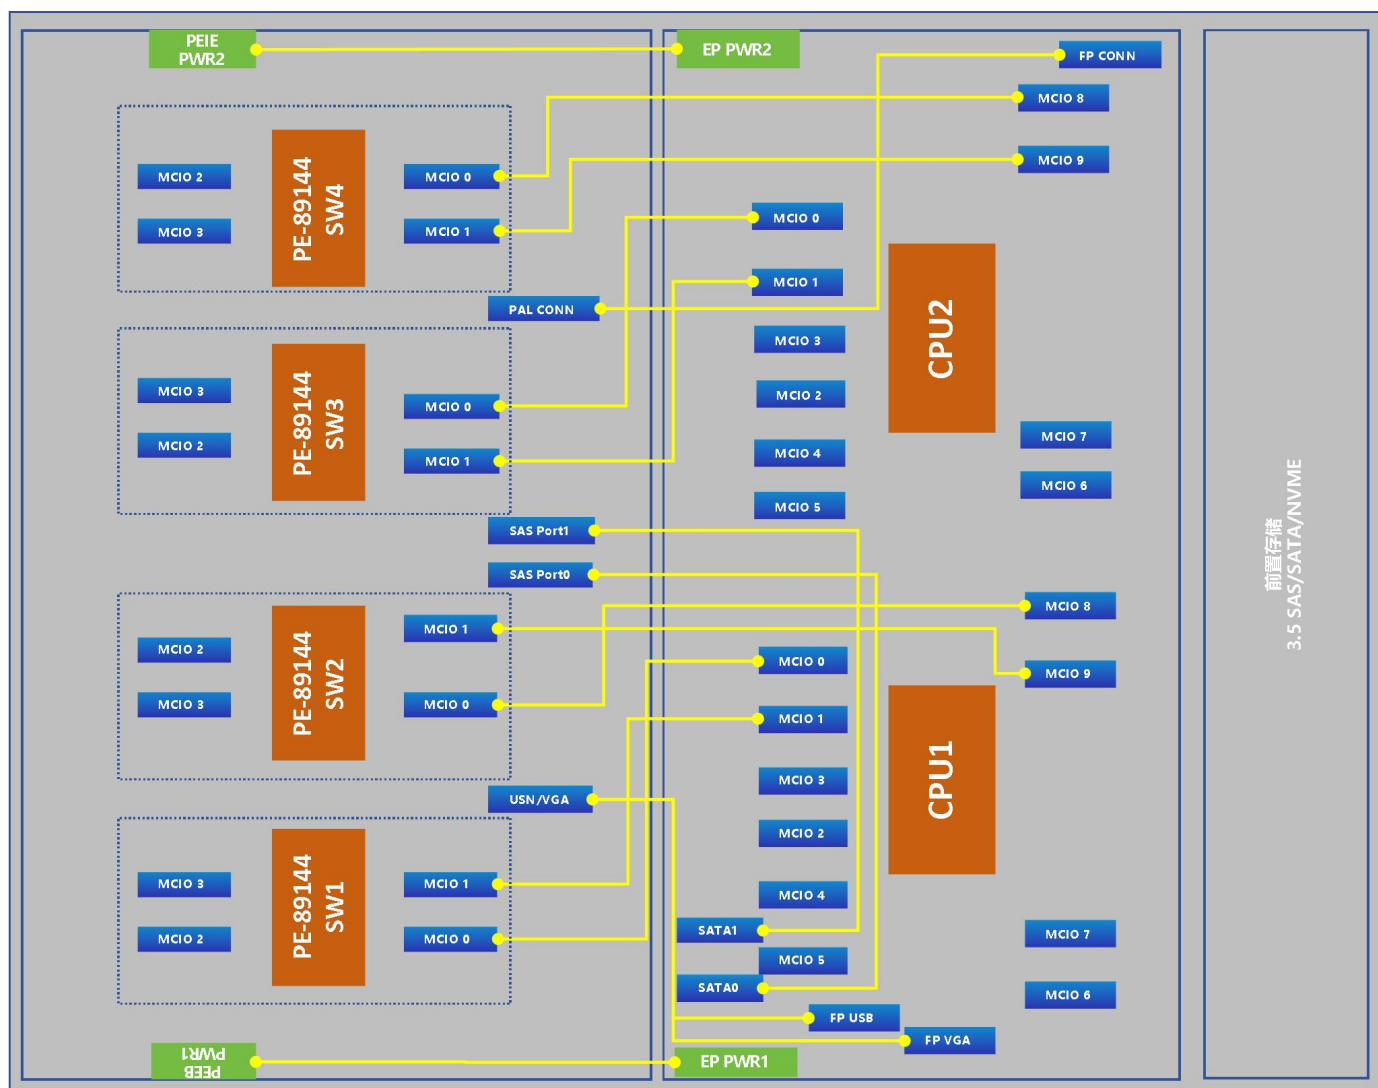 PEIE
PWR2
EP PWR2
FP CONN
MCIO 8
MCIO 9
MCIO 2
MCIO 3
PE-89144
SW4
MCIO 0
MCIO 1
MCIO 0
MCIO 1
PAL CONN
MCIO 3
MCIO 2
MCIO 4
MCIO 5
CPU2
MCIO 7
MCIO 6
MCIO 3
MCIO 2
PE-89144
SW3
MCIO 0
MCIO 1
SAS Port1
SAS Port0
前置存储
3.5 SAS/SATA/NVME
MCIO 2
MCIO 3
PE-89144
SW2
MCIO 1
MCIO 0
MCIO 8
MCIO 9
MCIO 0
MCIO 1
MCIO 3
MCIO 2
MCIO 4
CPU1
USN/VGA
MCIO 3
MCIO 2
PE-89144
SW1
MCIO 1
MCIO 0
SATA1
MCIO 5
SATA0
MCIO 7
MCIO 6
FP USB
FP VGA
PEEB
PWR1
EP PWR1